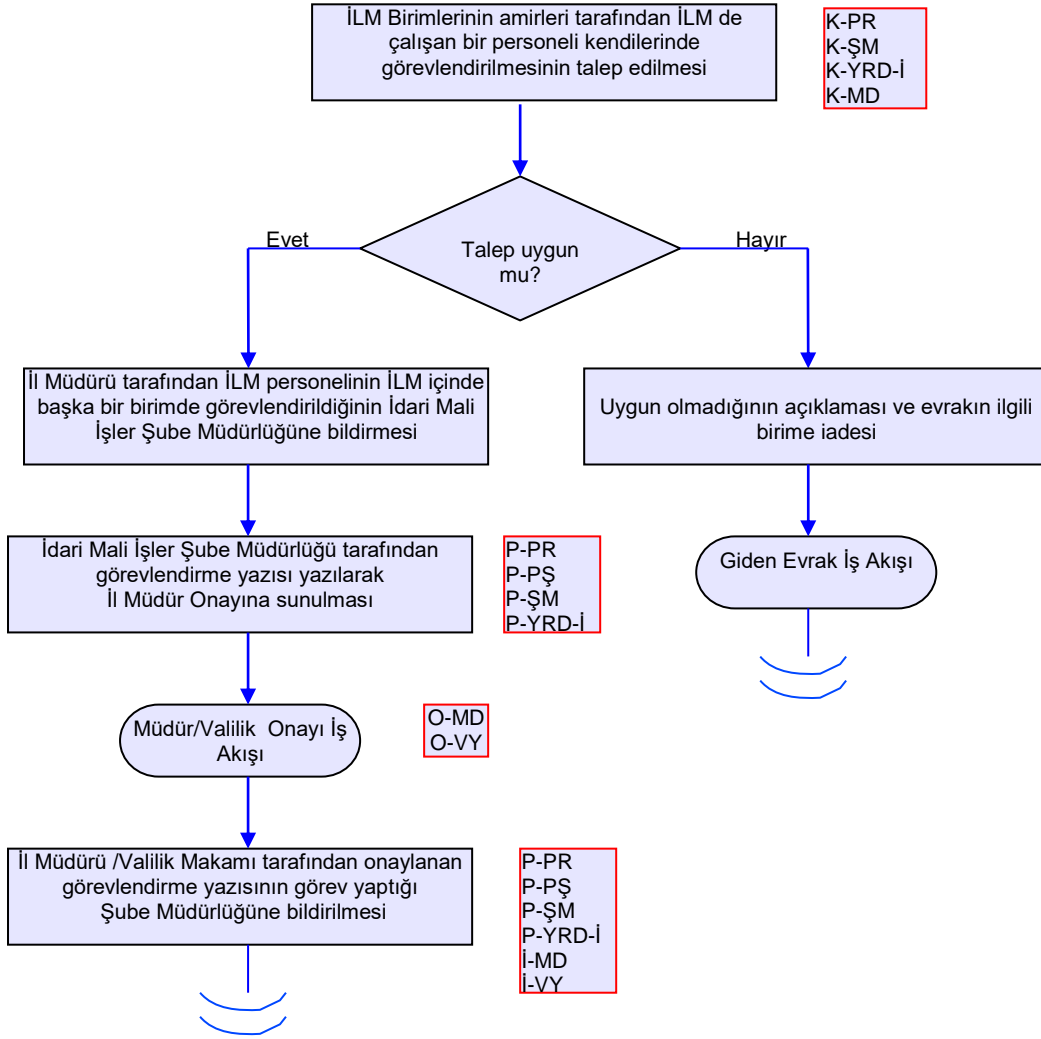 İLM Birimlerinin amirleri tarafından İLM de
çalışan bir personeli kendilerinde
görevlendirilmesinin talep edilmesi
K-PR
K-ŞM
K-YRD-İ
K-MD
Evet
Talep uygun
mu?
Hayır
İl Müdürü tarafından İLM personelinin İLM içinde
başka bir birimde görevlendirildiğinin İdari Mali
İşler Şube Müdürlüğüne bildirmesi
Uygun olmadığının açıklaması ve evrakın ilgili
birime iadesi
İdari Mali İşler Şube Müdürlüğü tarafından
görevlendirme yazısı yazılarak
İl Müdür Onayına sunulması
P-PR
P-PŞ
P-ŞM
P-YRD-İ
Giden Evrak İş Akışı
Müdür/Valilik Onayı İş
Akışı
O-MD
O-VY
İl Müdürü /Valilik Makamı tarafından onaylanan
görevlendirme yazısının görev yaptığı
Şube Müdürlüğüne bildirilmesi
P-PR
P-PŞ
P-ŞM
P-YRD-İ
İ-MD
İ-VY